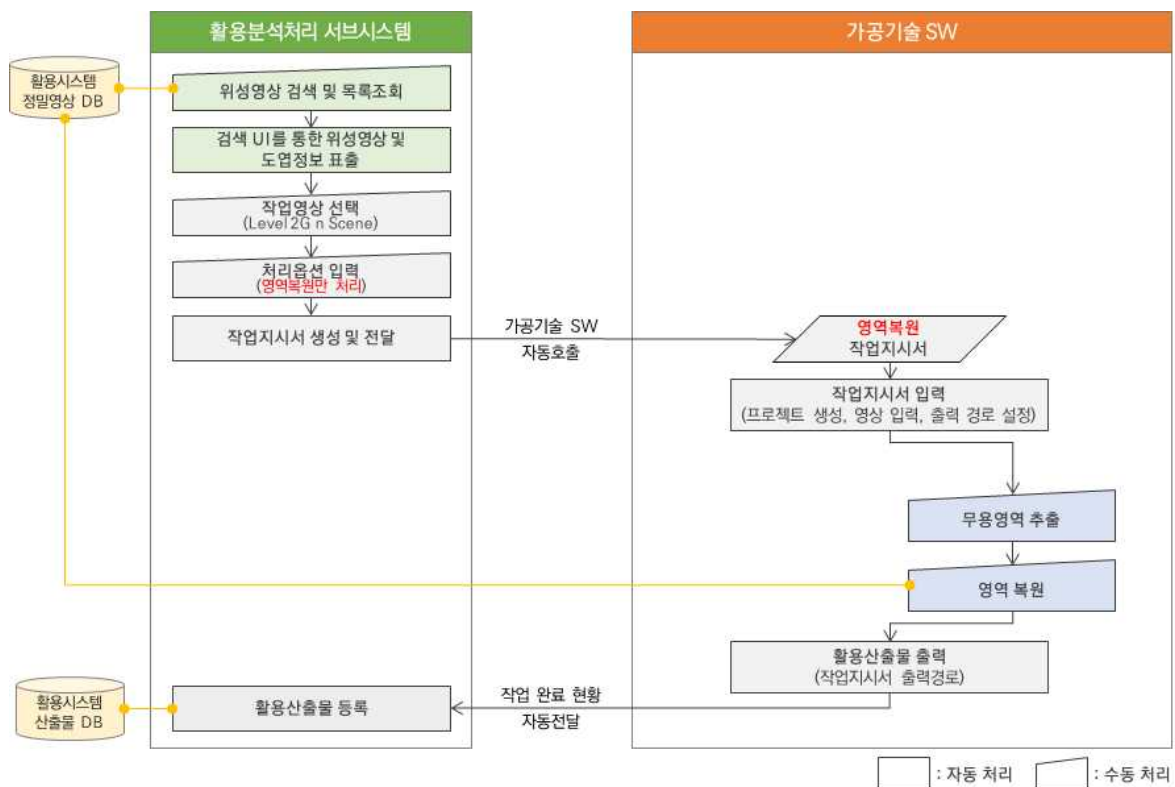 활용분석처리 서브시스템
가공기술 SW
활용시스템
정밀영상 DB
위성영상 검색 및 목록조회
검색 UI를 통한 위성영상 및
도엽정보 표출
작업영상 선택
(Level 2G n Scene)
처리옵션 입력
(영역복원만 처리)
작업지시서 생성 및 전달
가공기술 SW
자동호출
영역복원
작업지시서
작업지시서 입력
(프로젝트 생성, 영상 입력, 출력 경로 설정)
무용영역 추출
영역 복원
활용산출물 출력
(작업지시서 출력경로)
작업 완료 현황
자동전달
활용산출물 등록
활용시스템
산출물 DB
: 자동 처리
: 수동 처리